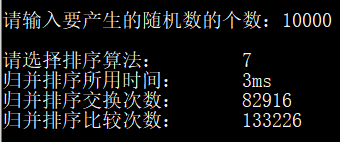 请输入要产生的随机数的个数：10000
请选择排序算法： 7
归并排序所用时间： 3ms
归并排序交换次数： 82916
归并排序比较次数： 133226